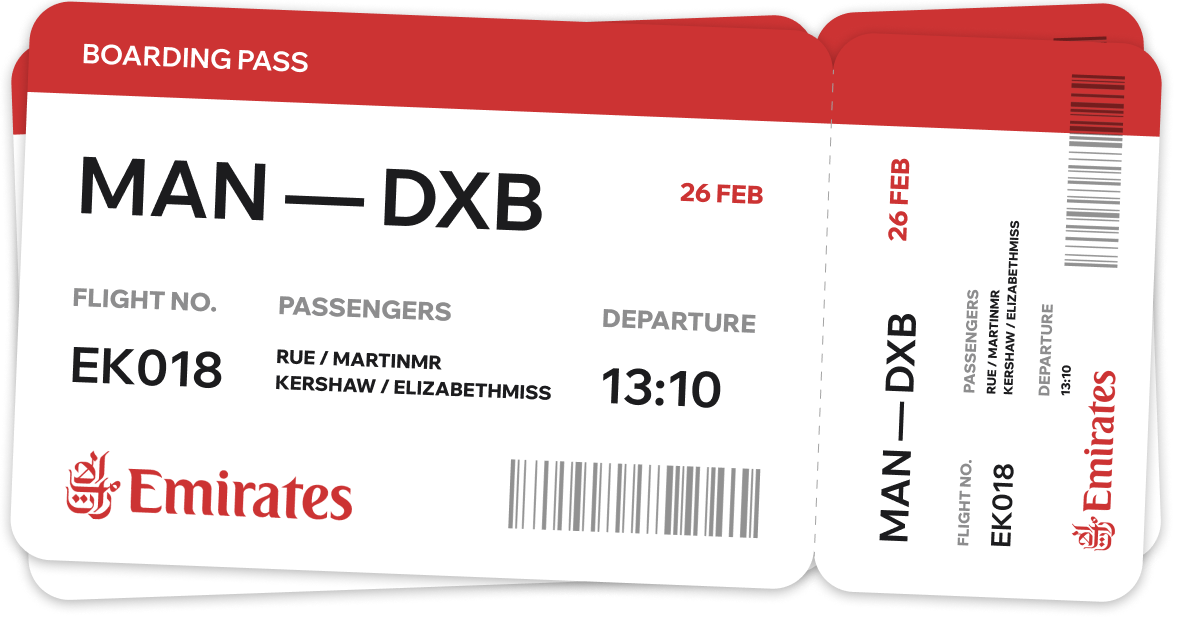 BOARDING PASS
MAN — DXB
26 FEB
FLIGHT NO.
PASSENGERS
DEPARTURE
EK018
RUE / MARTINMR
KERSHAW / ELIZABETHMISS
13:10
Emirates
MAN — DXB
26 FEB
FLIGHT NO.
EK018
PASSENGERS
RUE / MARTINMR
KERSHAW / ELIZABETHMISS
DEPARTURE
13:10
Emirates